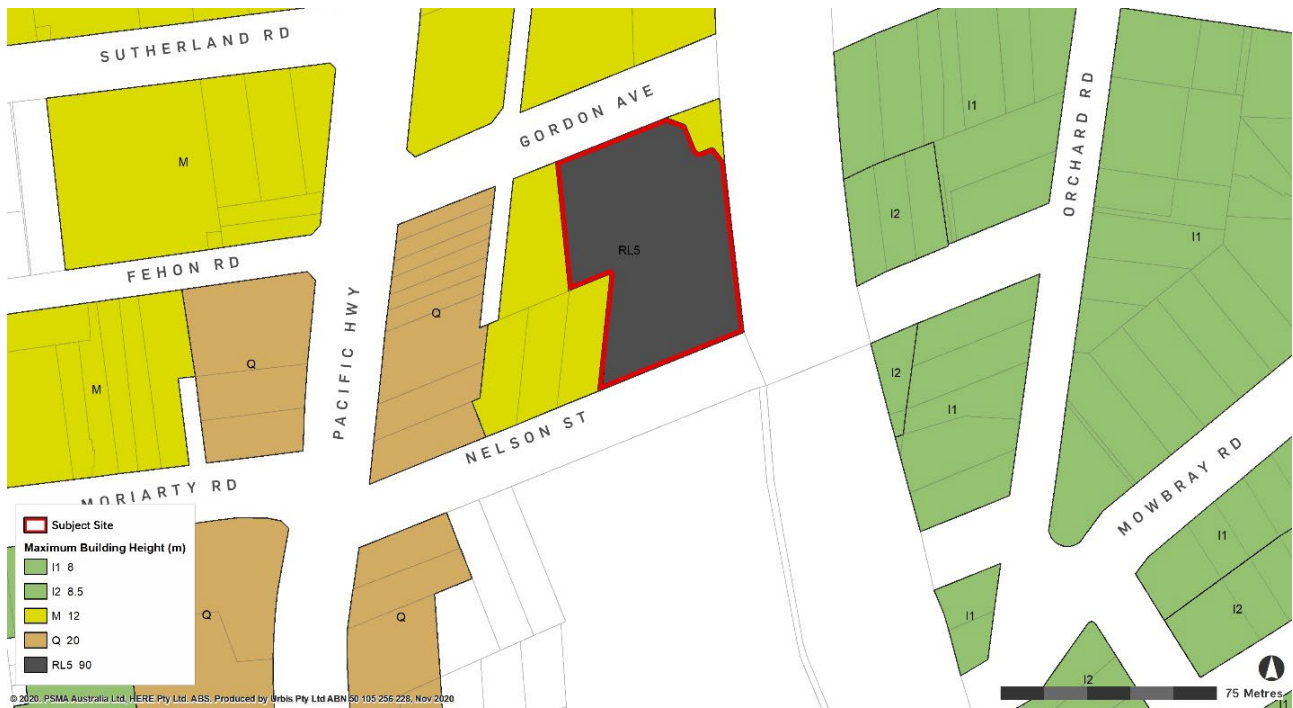 SUTHERLAND RD
GORDON AVE
ORCHARD RD
I1
M
I2
I1
RL5
FEHON RD
PACIFIC HWY
Q
Q
M
I2
I1
NELSON ST
MOWBRAY RD
MORIARTY RD
I1
I2
Q
Q
I1
I2
I1
Subject Site
Maximum Building Height (m)
I1 8
I2 8.5
M 12
Q 20
RL5 90
75 Metres
© 2020. PSMA Australia Ltd, HERE Pty Ltd. ABS. Produced by Urbis Pty Ltd ABN 50 105 256 228, Nov 2020